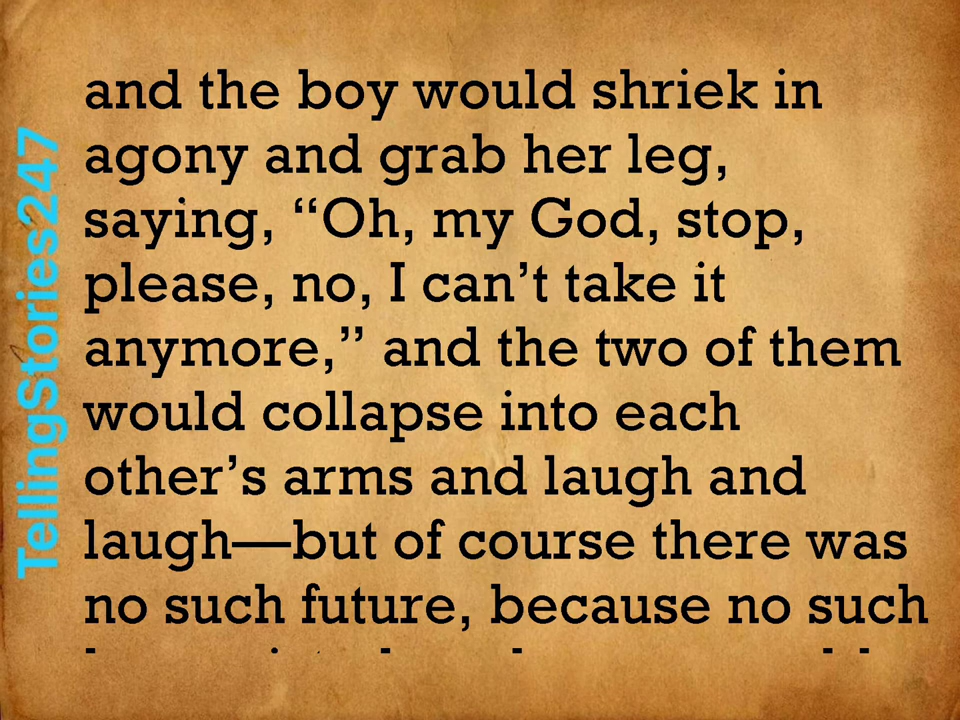 and the boy would shriek in
agony and grab her leg,
saying, “Oh, my God, stop,
please, no, I can’t take it
anymore,” and the two of them
would collapse into each
other’s arms and laugh and
laugh—but of course there was
no such future, because no such
TellingStories247